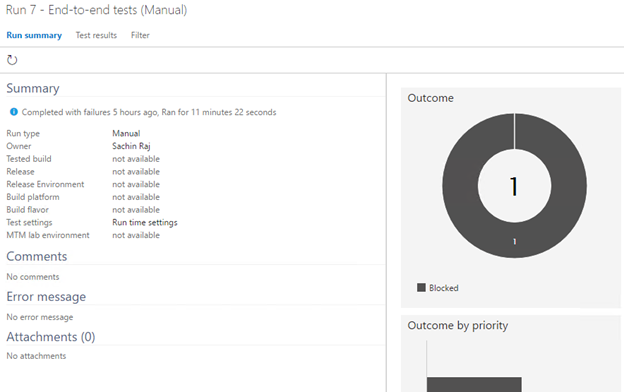 Run 7 - End-to-end tests (Manual)
Run summary Test results Filter
Summary
Completed with failures 5 hours ago, Ran for 11 minutes 22 seconds
Run type Manual
Owner Sachin Raj
Tested build not available
Release not available
Release Environment not available
Build platform not available
Build flavor not available
Test settings Run time settings
MTM lab environment not available
Comments
No comments
Error message
No error message
Attachments (0)
No attachments
Outcome
1
1
Blocked
Outcome by priority